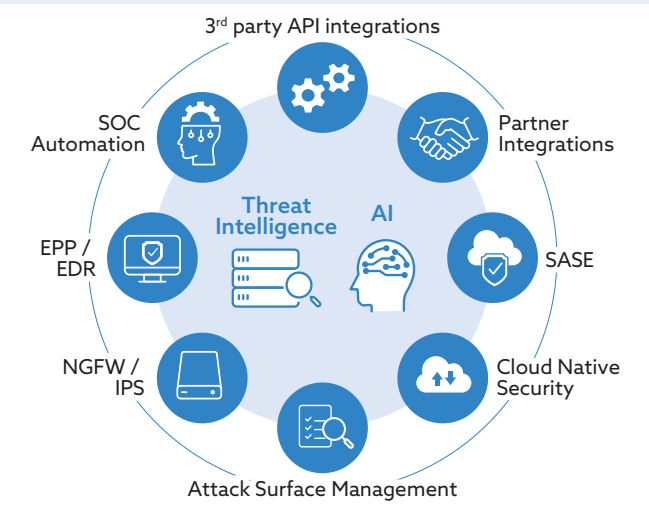 3rd party API integrations
SOC
Automation
Partner
Integrations
Threat
Intelligence
AI
EPP /
EDR
SASE
NGFW /
IPS
Cloud Native
Security
Attack Surface Management